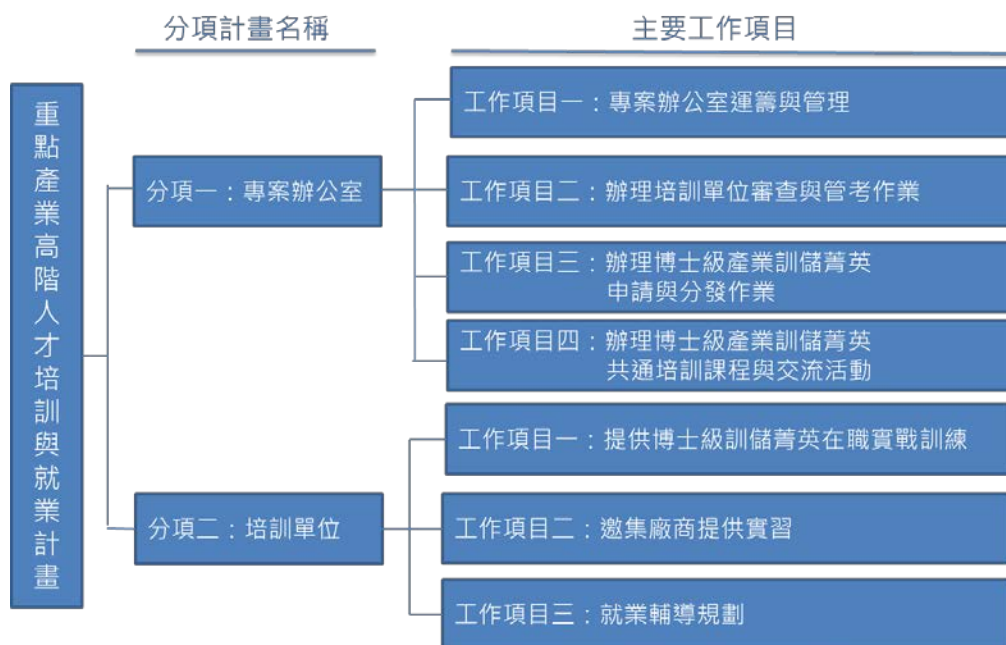 分項計畫名稱
主要工作項目
重點產業高階人才培訓與就業計畫
分項一：專案辦公室
工作項目一：專案辦公室運籌與管理
工作項目二：辦理培訓單位審查與管考作業
工作項目三：辦理博士級產業訓儲菁英
申請與分發作業
工作項目四：辦理博士級產業訓儲菁英
共通培訓課程與交流活動
分項二：培訓單位
工作項目一：提供博士級訓儲菁英在職實戰訓練
工作項目二：邀集廠商提供實習
工作項目三：就業輔導規劃